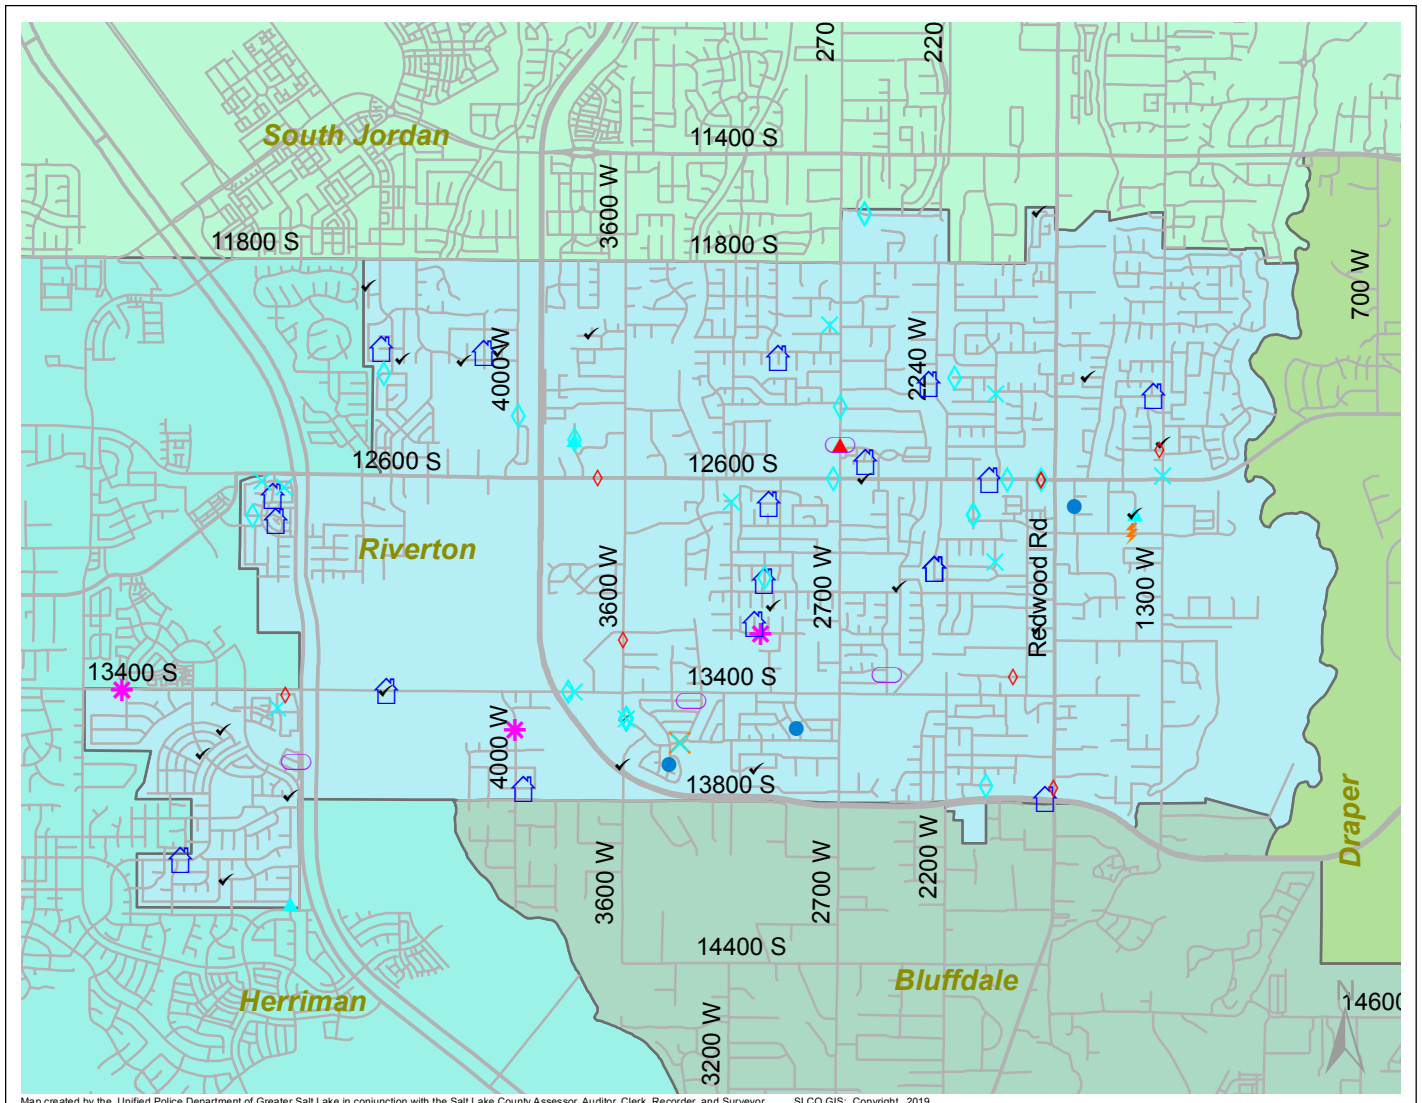 270
220
South Jordan
11400 S
3600 W
11800 S
11800 S
700 W
4000 W
2240 W
12600 S
12600 S
Riverton
Redwood Rd
3600 W
2700 W
1300 W
13400 S
13400 S
4000 W
13800 S
Draper
3600 W
2700 W
2200 W
14400 S
Bluffdale
Herriman
14600
3200 W
Map created by the Unified Police Department of Greater Salt Lake in conjunction with the Salt Lake County Assessor, Auditor, Clerk, Recorder, and Surveyor. SLCO GIS: Copyright, 2019